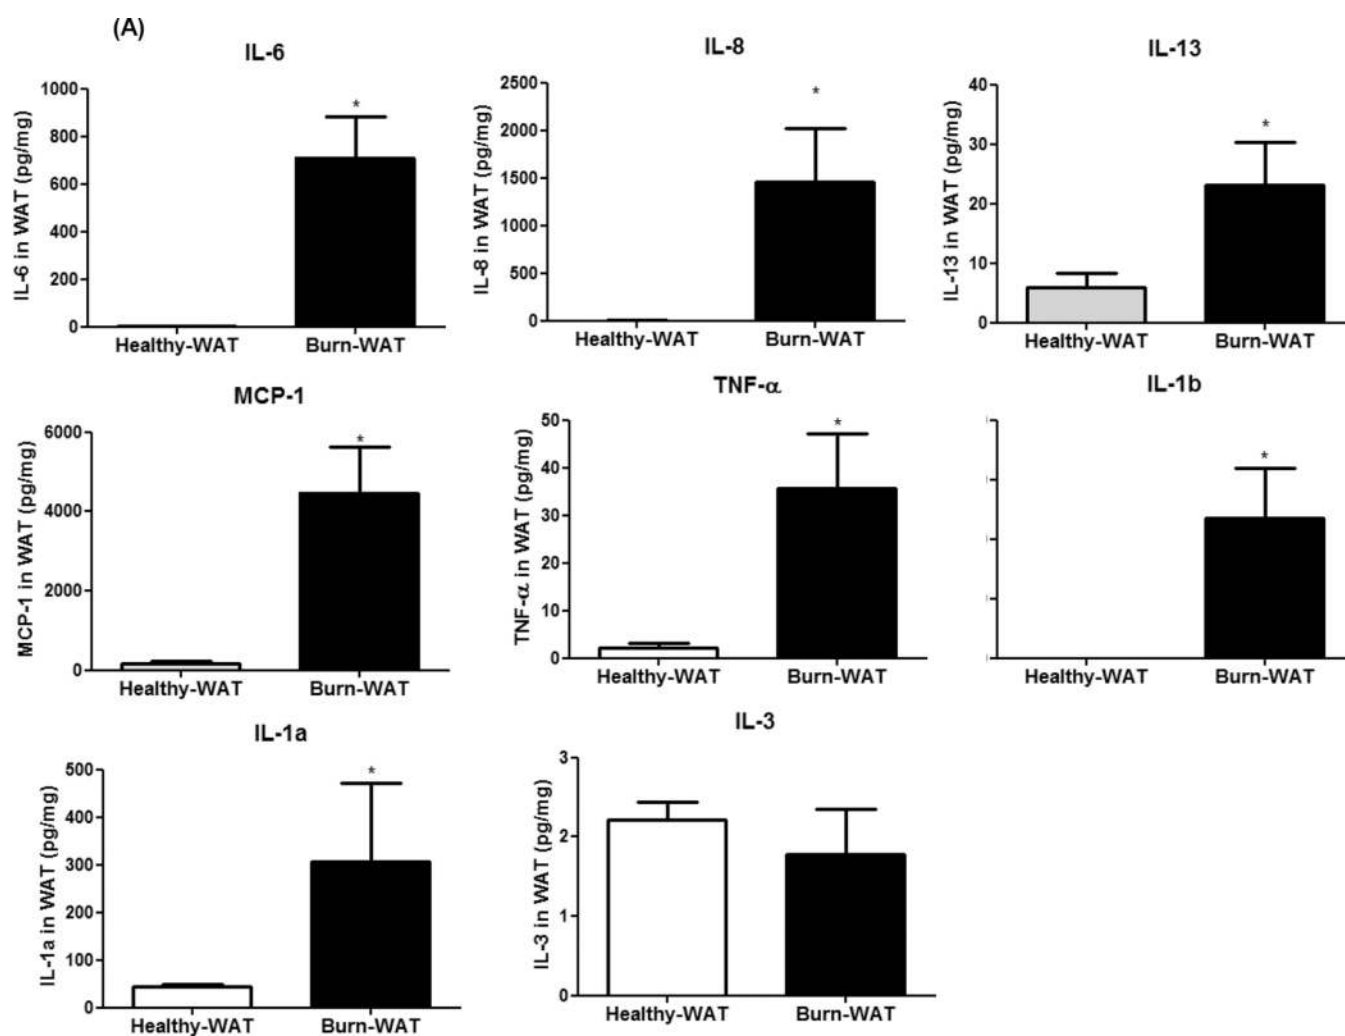 (A)
IL-6
IL-6 in WAT (pg/mg)
1000
800
600
400
200
0
*
Healthy-WAT Burn-WAT
IL-8
IL-8 in WAT (pg/mg)
2500
2000
1500
1000
500
0
*
Healthy-WAT Burn-WAT
IL-13
IL-13 in WAT (pg/mg)
40
30
20
10
0
*
Healthy-WAT Burn-WAT
MCP-1
MCP-1 in WAT (pg/mg)
6000
4000
2000
0
*
Healthy-WAT Burn-WAT
TNF-α
TNF-α in WAT (pg/mg)
50
40
30
20
10
0
*
Healthy-WAT Burn-WAT
IL-1b
*
Healthy-WAT Burn-WAT
IL-1a
IL-1a in WAT (pg/mg)
500
400
300
200
100
0
*
Healthy-WAT Burn-WAT
IL-3
IL-3 in WAT (pg/mg)
3
2
1
0
Healthy-WAT Burn-WAT